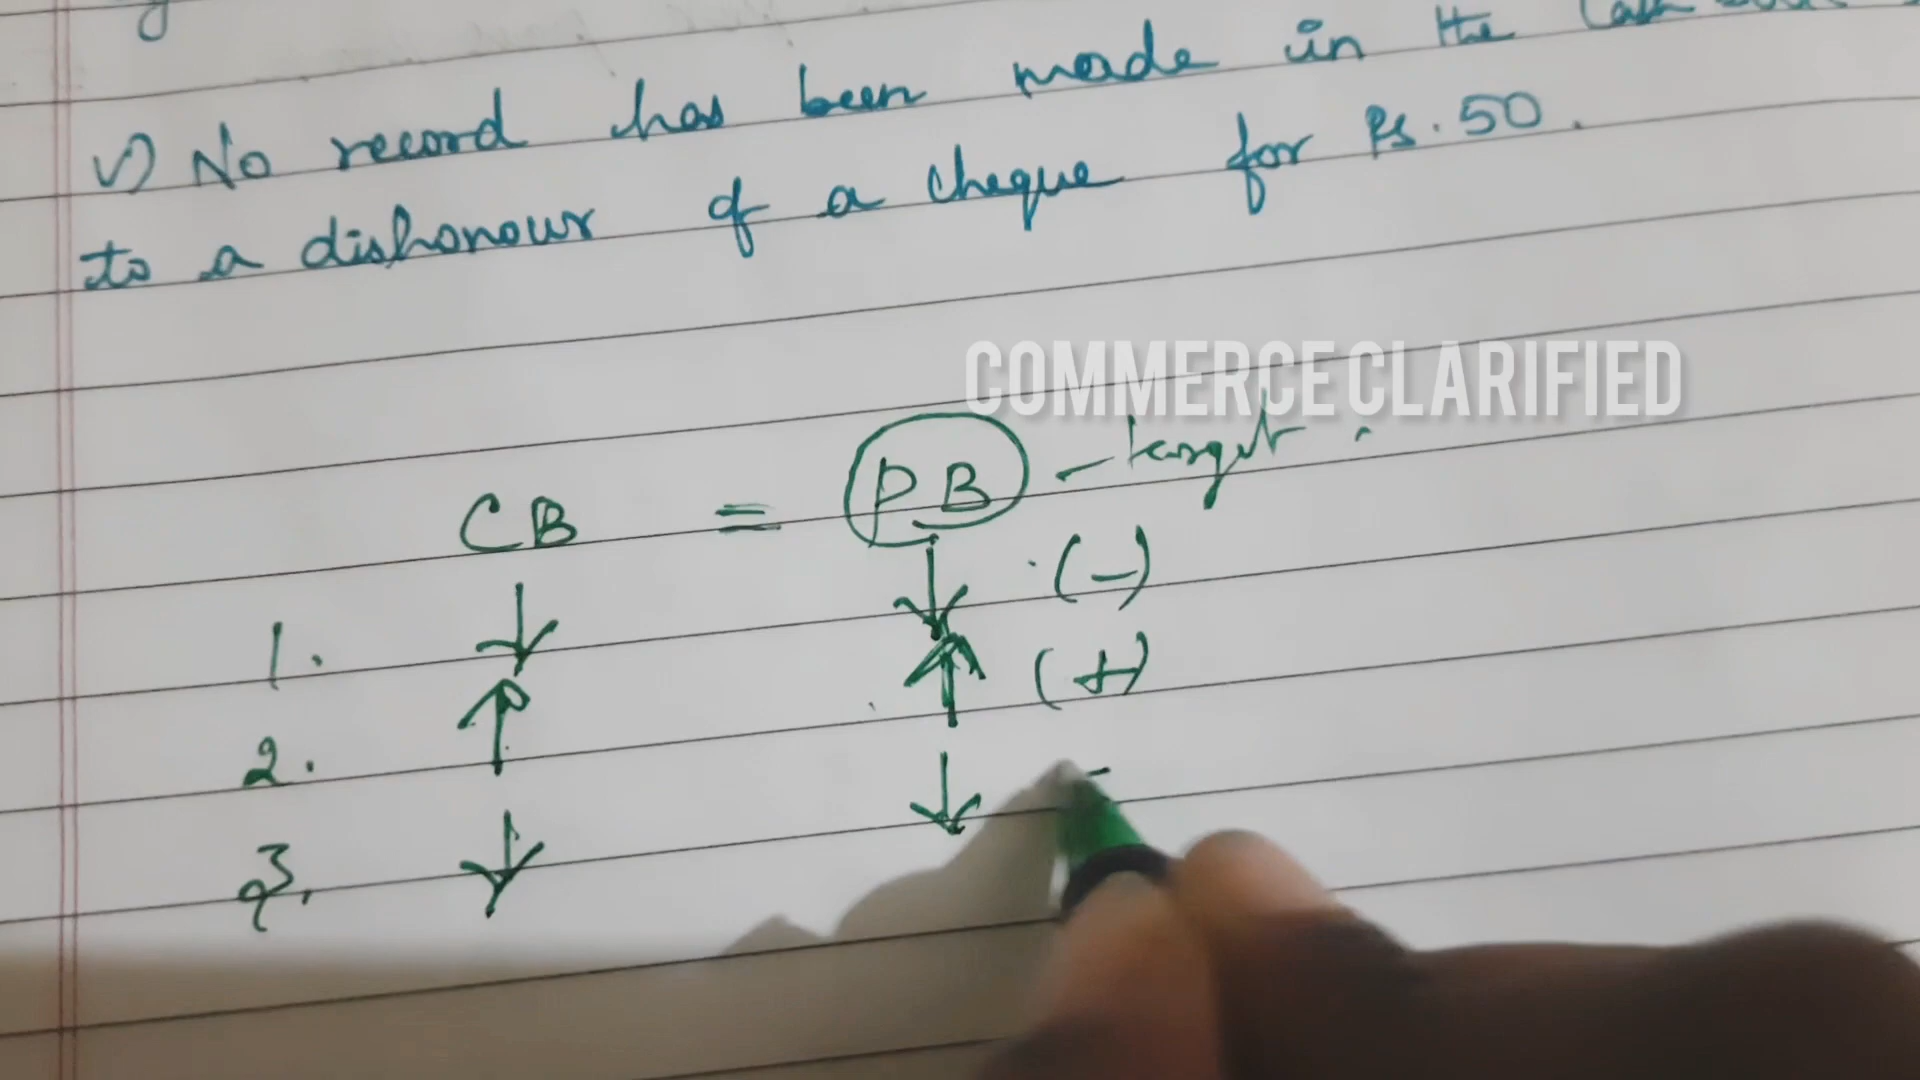 v) No record has been made in the Cash
to a dishonour of a cheque for Rs. 50.
COMMERCE CLARIFIED
CB = PB - target.
(-)
1. (+)
2. -
3.